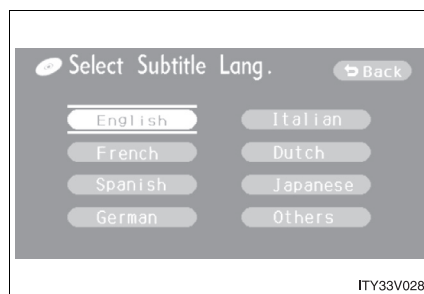 Select Subtitle Lang.
Back
English
Italian
French
Dutch
Spanish
Japanese
German
Others
ITY33V028